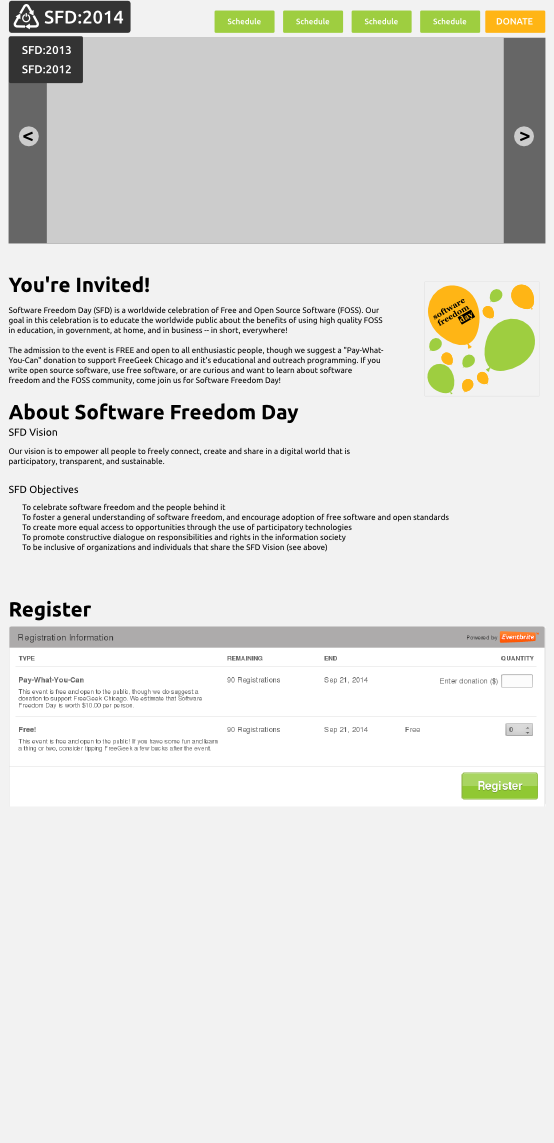 SFD:2014
Schedule
Schedule
Schedule
Schedule
DONATE
SFD:2013
SFD:2012
<
>
You're Invited!
Software Freedom Day (SFD) is a worldwide celebration of Free and Open Source Software (FOSS). Our
goal in this celebration is to educate the worldwide public about the benefits of using high quality FOSS
in education, in government, at home, and in business -- in short, everywhere!
The admission to the event is FREE and open to all enthusiastic people, though we suggest a "Pay-What-
You-Can" donation to support FreeGeek Chicago and it's educational and outreach programming. If you
write open source software, use free software, or are curious and want to learn about software
freedom and the FOSS community, come join us for Software Freedom Day!
software
freedom
day
About Software Freedom Day
SFD Vision
Our vision is to empower all people to freely connect, create and share in a digital world that is
participatory, transparent, and sustainable.
SFD Objectives
To celebrate software freedom and the people behind it
To foster a general understanding of software freedom, and encourage adoption of free software and open standards
To create more equal access to opportunities through the use of participatory technologies
To promote constructive dialogue on responsibilities and rights in the information society
To be inclusive of organizations and individuals that share the SFD Vision (see above)
Register
Registration Information
Powered by Eventbrite
TYPE REMAINING END QUANTITY
Pay-What-You-Can 90 Registrations Sep 21, 2014 Enter donation ($)
This event is free and open to the public, though we do suggest a
donation to support FreeGeek Chicago. We estimate that Software
Freedom Day is worth $10.00 per person.
Free! 90 Registrations Sep 21, 2014 Free 0
This event is free and open to the public! If you have some fun and learn
a thing or two, consider tipping FreeGeek a few bucks after the event.
Register